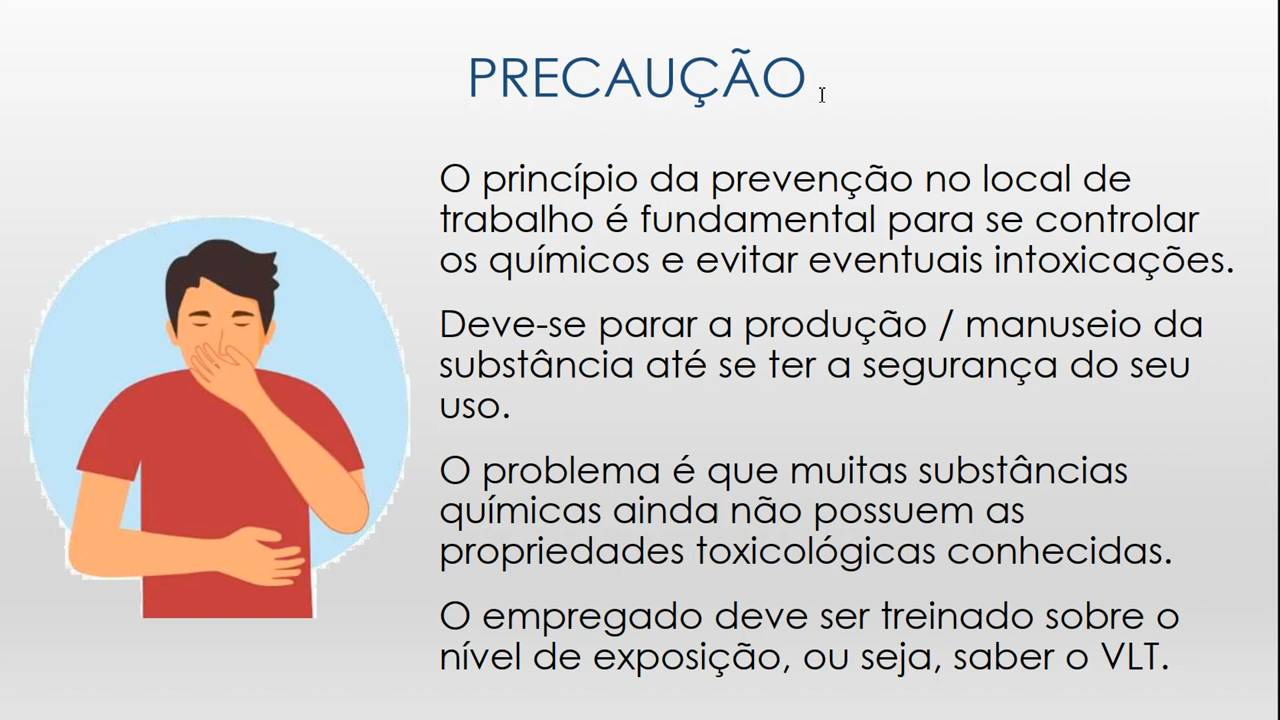 PRECAUÇÃO
O princípio da prevenção no local de
trabalho é fundamental para se controlar
os químicos e evitar eventuais intoxicações.
Deve-se parar a produção / manuseio da
substância até se ter a segurança do seu
uso.
O problema é que muitas substâncias
químicas ainda não possuem as
propriedades toxicológicas conhecidas.
O empregado deve ser treinado sobre o
nível de exposição, ou seja, saber o VLT.